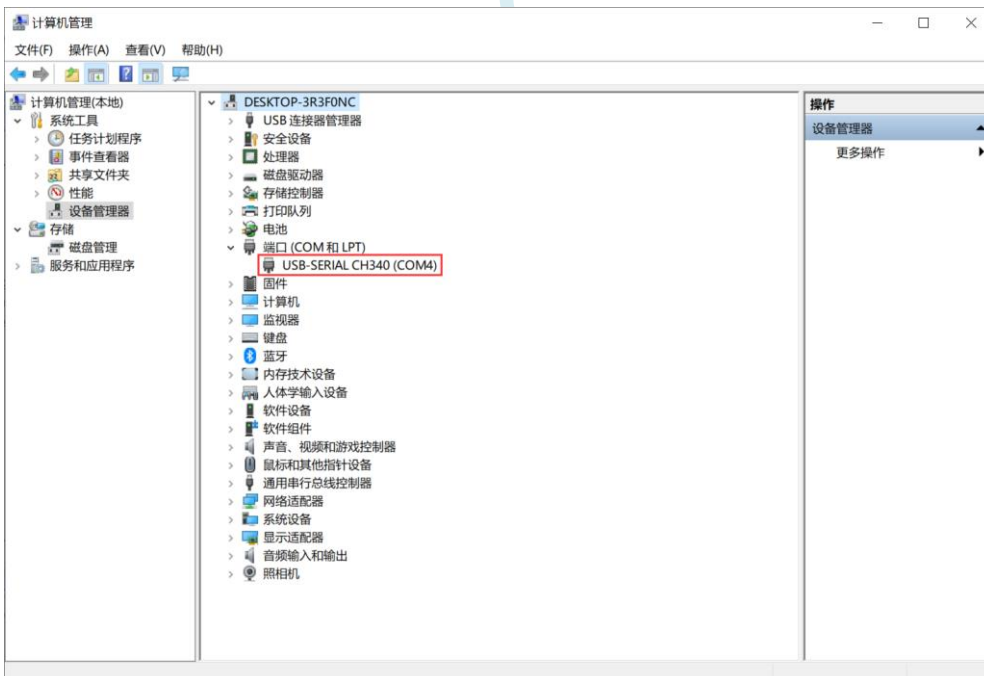 计算机管理
文件(F) 操作(A) 查看(V) 帮助(H)
计算机管理(本地)
系统工具
任务计划程序
事件查看器
共享文件夹
性能
设备管理器
存储
磁盘管理
服务和应用程序
DESKTOP-3R3F0NC
USB 连接器管理器
安全设备
处理器
磁盘驱动器
存储控制器
打印队列
电池
端口 (COM 和 LPT)
USB-SERIAL CH340 (COM4)
固件
计算机
监视器
键盘
蓝牙
内存技术设备
人体学输入设备
软件设备
软件组件
声音、视频和游戏控制器
鼠标和其他指针设备
通用串行总线控制器
网络适配器
系统设备
显示适配器
音频输入和输出
照相机
操作
设备管理器
更多操作